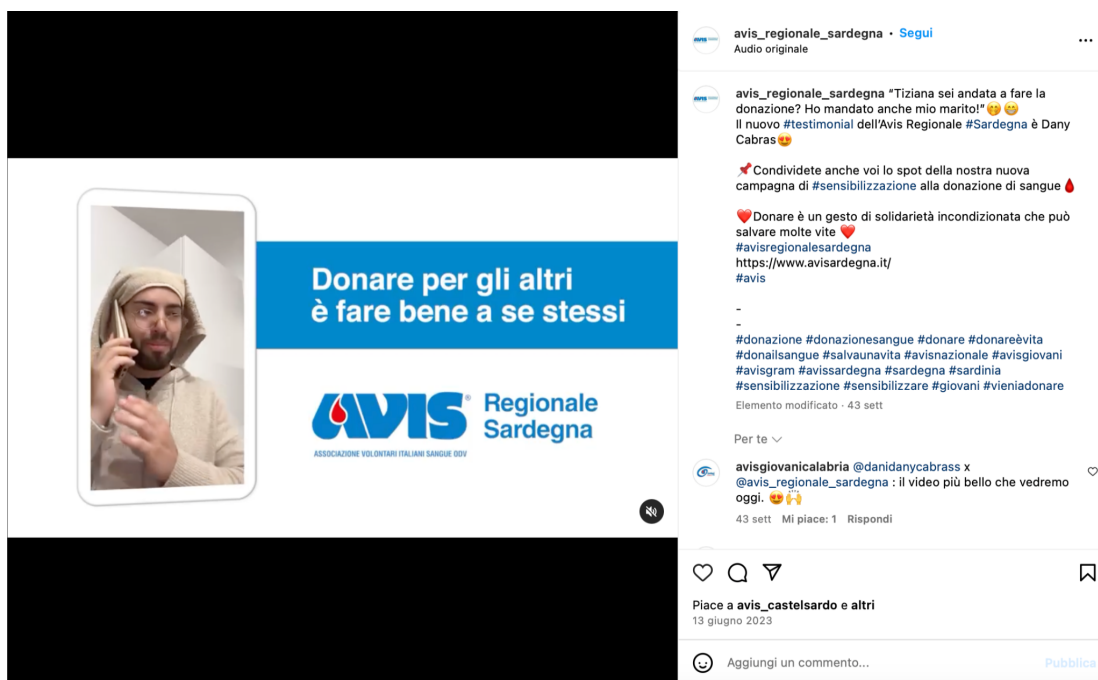 Donare per gli altri
è fare bene a se stessi
AVIS®
Regionale
Sardegna
ASSOCIAZIONE VOLONTARI ITALIANI SANGUE ODV
avis_regionale_sardegna • Segui
Audio originale
avis_regionale_sardegna "Tiziana sei andata a fare la
donazione? Ho mandato anche mio marito!"🤭😁
Il nuovo #testimonial dell'Avis Regionale #Sardegna è Dany
Cabras😍
📌Condividete anche voi lo spot della nostra nuova
campagna di #sensibilizzazione alla donazione di sangue🩸
❤️Donare è un gesto di solidarietà incondizionata che può
salvare molte vite ❤️
#avisregionalesardegna
https://www.avisardegna.it/
#avis
-
-
#donazione #donazionesangue #donare #donareèvita
#donailsangue #salvaunavita #avisnazionale #avisgiovani
#avisgram #avissardegna #sardegna #sardinia
#sensibilizzazione #sensibilizzare #giovani #vieniadonare
Elemento modificato · 43 sett
Per te
avisgiovanicalabria @danidanycabrass x
@avis_regionale_sardegna : il video più bello che vedremo
oggi. 😍🙌
43 sett Mi piace: 1 Rispondi
Piace a avis_castelsardo e altri
13 giugno 2023
Aggiungi un commento...
Pubblica